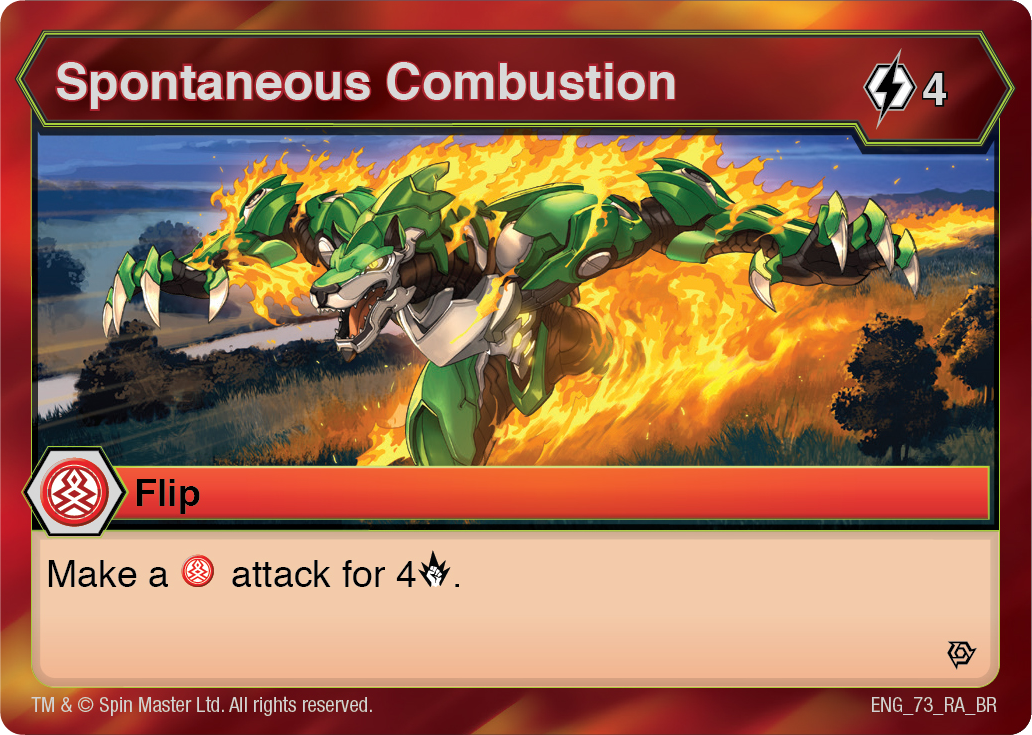 Spontaneous Combustion
4
Flip
Make a attack for 4.
TM & © Spin Master Ltd. All rights reserved.
ENG_73_RA_BR